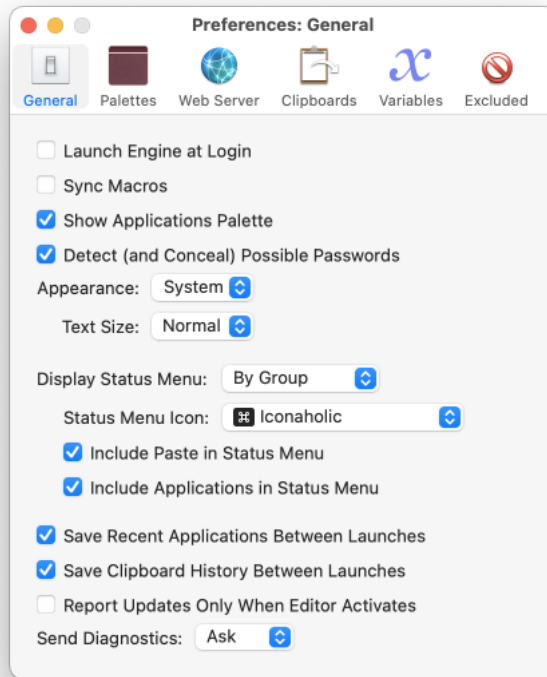 Preferences: General
General Palettes Web Server Clipboards Variables Excluded
Launch Engine at Login
Sync Macros
Show Applications Palette
Detect (and Conceal) Possible Passwords
Appearance: System
Text Size: Normal
Display Status Menu: By Group
Status Menu Icon: ⌘ Iconaholic
Include Paste in Status Menu
Include Applications in Status Menu
Save Recent Applications Between Launches
Save Clipboard History Between Launches
Report Updates Only When Editor Activates
Send Diagnostics: Ask